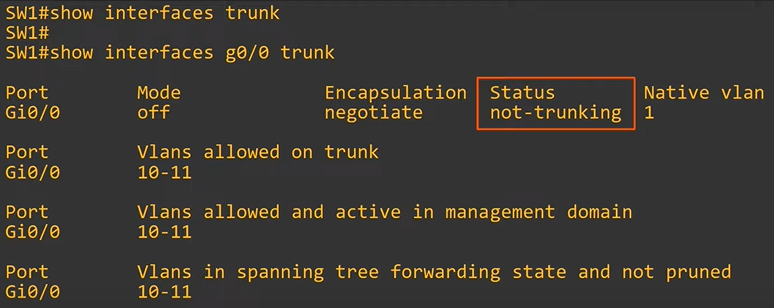 SW1#show interfaces trunk
SW1#
SW1#show interfaces g0/0 trunk
Port Mode Encapsulation Status Native vlan
Gi0/0 off negotiate not-trunking 1
Port Vlans allowed on trunk
Gi0/0 10-11
Port Vlans allowed and active in management domain
Gi0/0 10-11
Port Vlans in spanning tree forwarding state and not pruned
Gi0/0 10-11